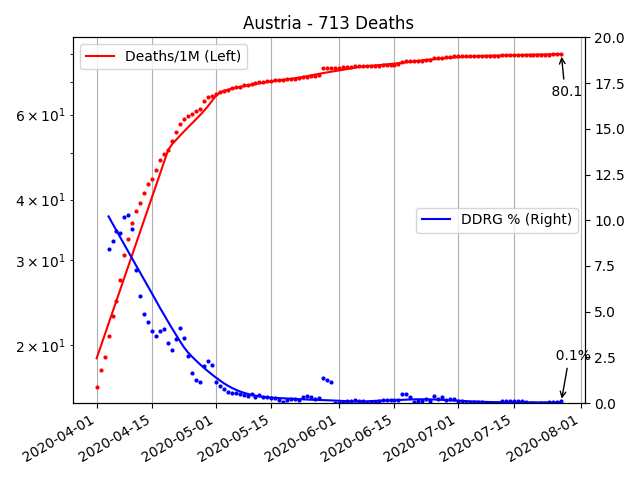 Austria - 713 Deaths
Deaths/1M (Left)
DDRG % (Right)
80.1
0.1%
6 × 10¹
4 × 10¹
3 × 10¹
2 × 10¹
20.0
17.5
15.0
12.5
10.0
7.5
5.0
2.5
0.0
2020-04-01
2020-04-15
2020-05-01
2020-05-15
2020-06-01
2020-06-15
2020-07-01
2020-07-15
2020-08-01